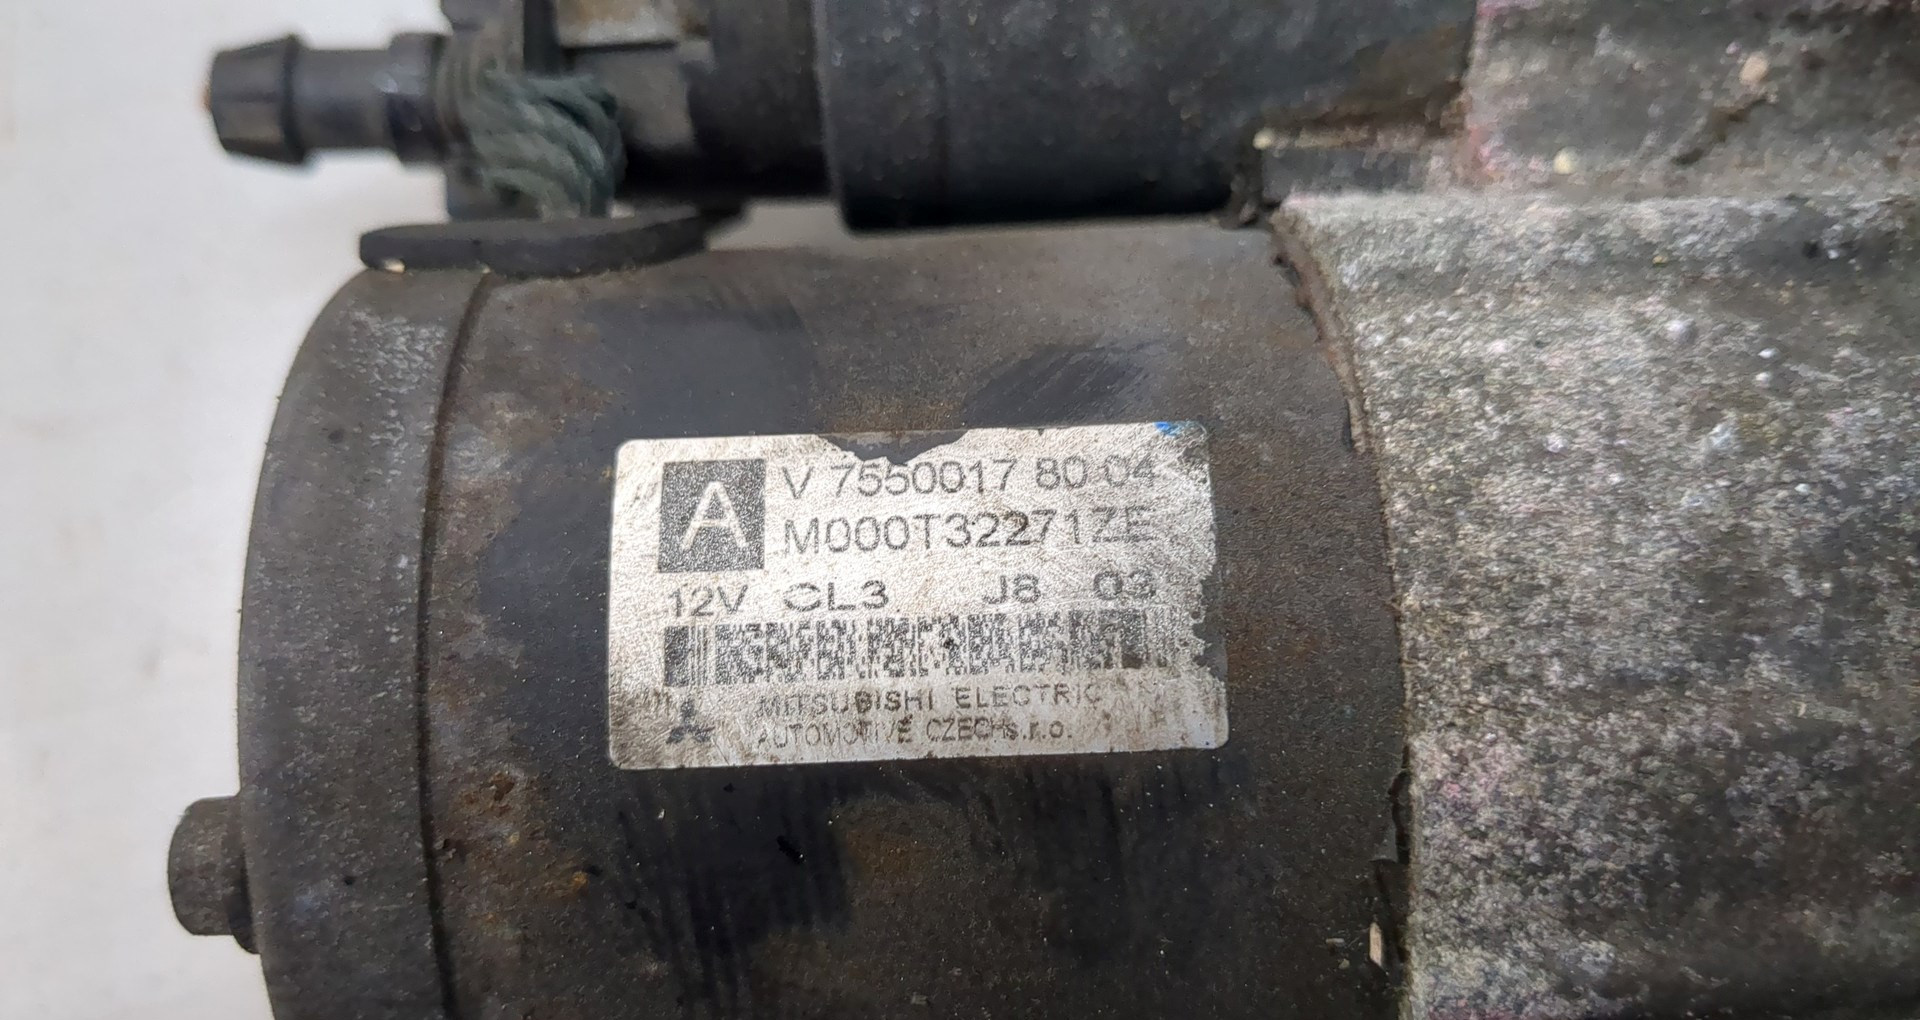 A
V 7550017 80 04
M000T32271ZE
12V CL3 J8 03
MITSUBISHI ELECTRIC
AUTOMOTIVE CZECH s.r.o.